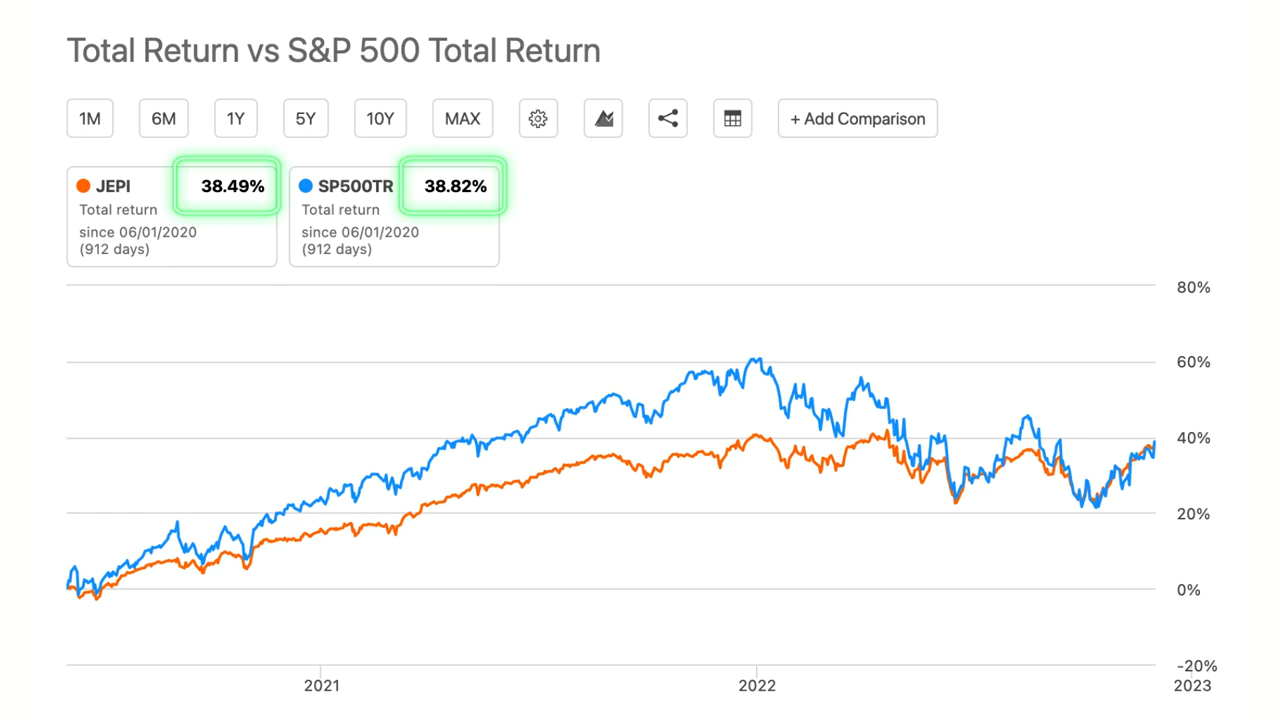 Total Return vs S&P 500 Total Return
1M 6M 1Y 5Y 10Y MAX + Add Comparison
JEPI 38.49% SP500TR 38.82%
Total return Total return
since 06/01/2020 since 06/01/2020
(912 days) (912 days)
80%
60%
40%
20%
0%
-20%
2021 2022 2023